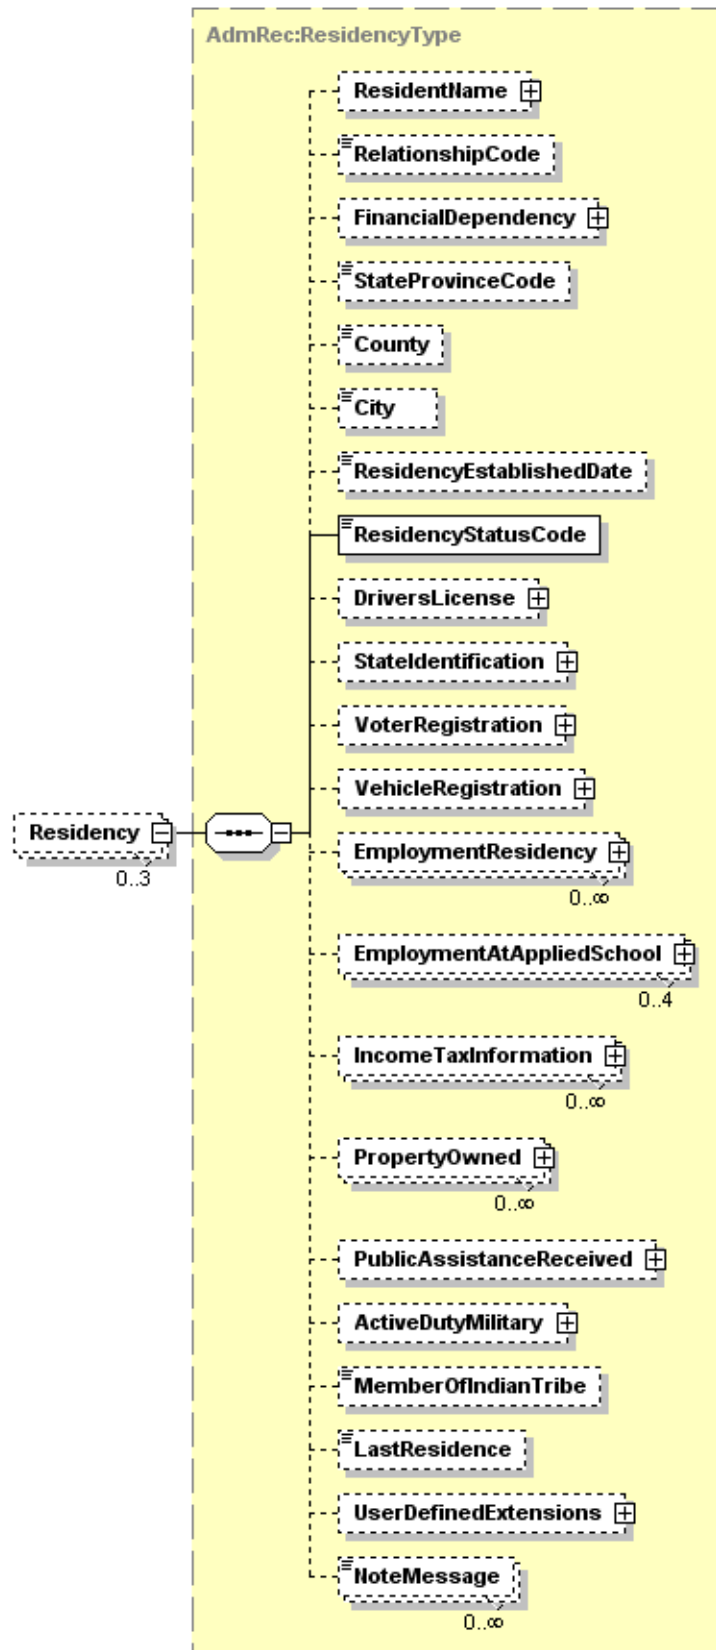 AdmRec:ResidencyType
ResidentName
RelationshipCode
FinancialDependency
StateProvinceCode
County
City
ResidencyEstablishedDate
ResidencyStatusCode
DriversLicense
StateIdentification
VoterRegistration
VehicleRegistration
Residency
0..3
EmploymentResidency
0..∞
EmploymentAtAppliedSchool
0..4
IncomeTaxInformation
0..∞
PropertyOwned
0..∞
PublicAssistanceReceived
ActiveDutyMilitary
MemberOfIndianTribe
LastResidence
UserDefinedExtensions
NoteMessage
0..∞